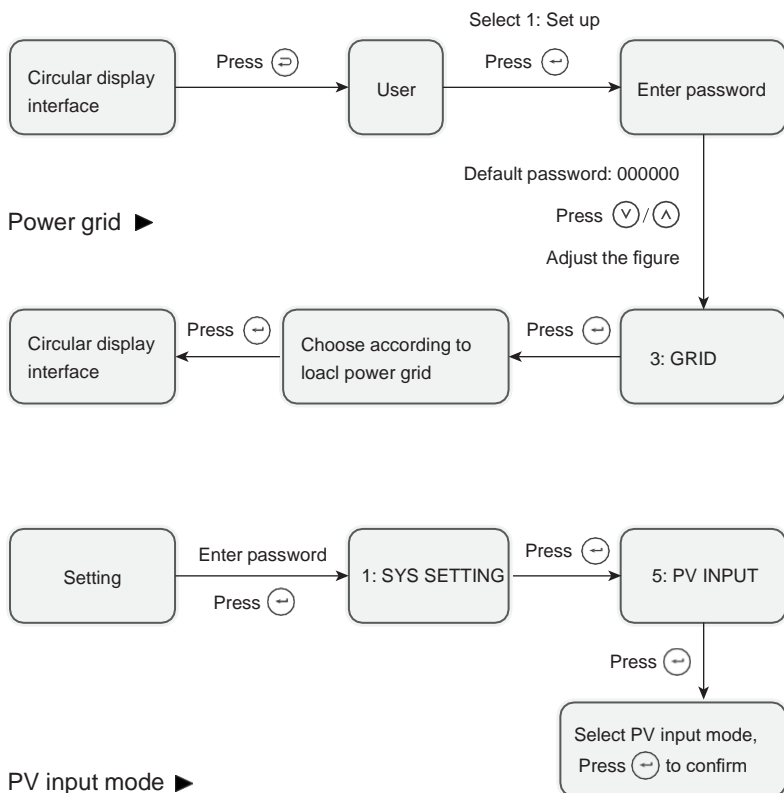 Select 1: Set up
Press
Press
Circular display
interface
User
Enter password
Default password: 000000
Press /
Adjust the figure
Power grid ▶
Press
Press
Circular display
interface
Choose according to
loacl power grid
3: GRID
Setting
Enter password
Press
1: SYS SETTING
Press
5: PV INPUT
Press
Select PV input mode,
Press to confirm
PV input mode ▶